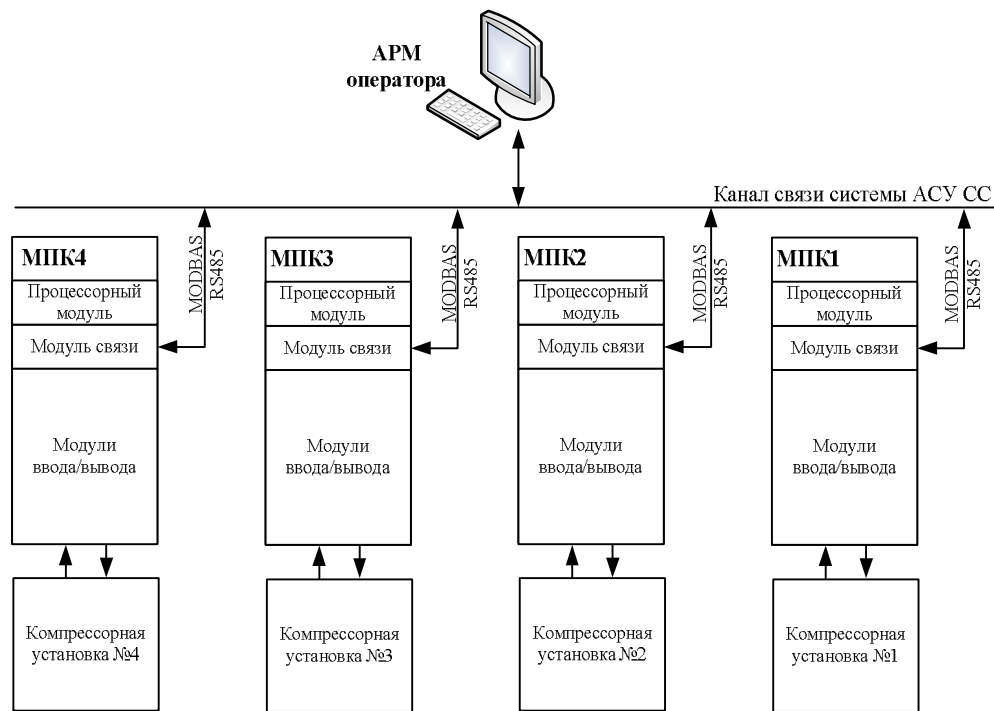 АРМ
оператора
Канал связи системы АСУ СС
МПК4
Процессорный
модуль
Модуль связи
Модули
ввода/вывода
MODBAS
RS485
Компрессорная
установка №4
МПК3
Процессорный
модуль
Модуль связи
Модули
ввода/вывода
MODBAS
RS485
Компрессорная
установка №3
МПК2
Процессорный
модуль
Модуль связи
Модули
ввода/вывода
MODBAS
RS485
Компрессорная
установка №2
МПК1
Процессорный
модуль
Модуль связи
Модули
ввода/вывода
MODBAS
RS485
Компрессорная
установка №1